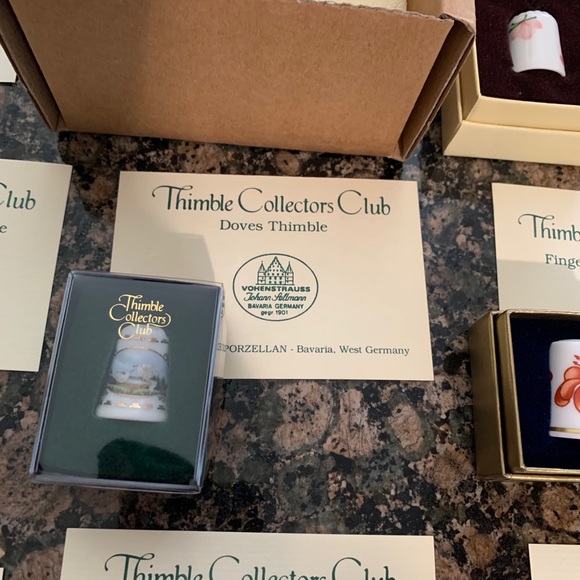 Club
e
Thimble Collectors Club
Doves Thimble
VOHENSTRAUSS
Johann Seltmann
BAVARIA GERMANY
gegr 1901
PORZELLAN - Bavaria, West Germany
Thimble
Collectors
Club
Thimb
Finge
Thimble Collectors Club